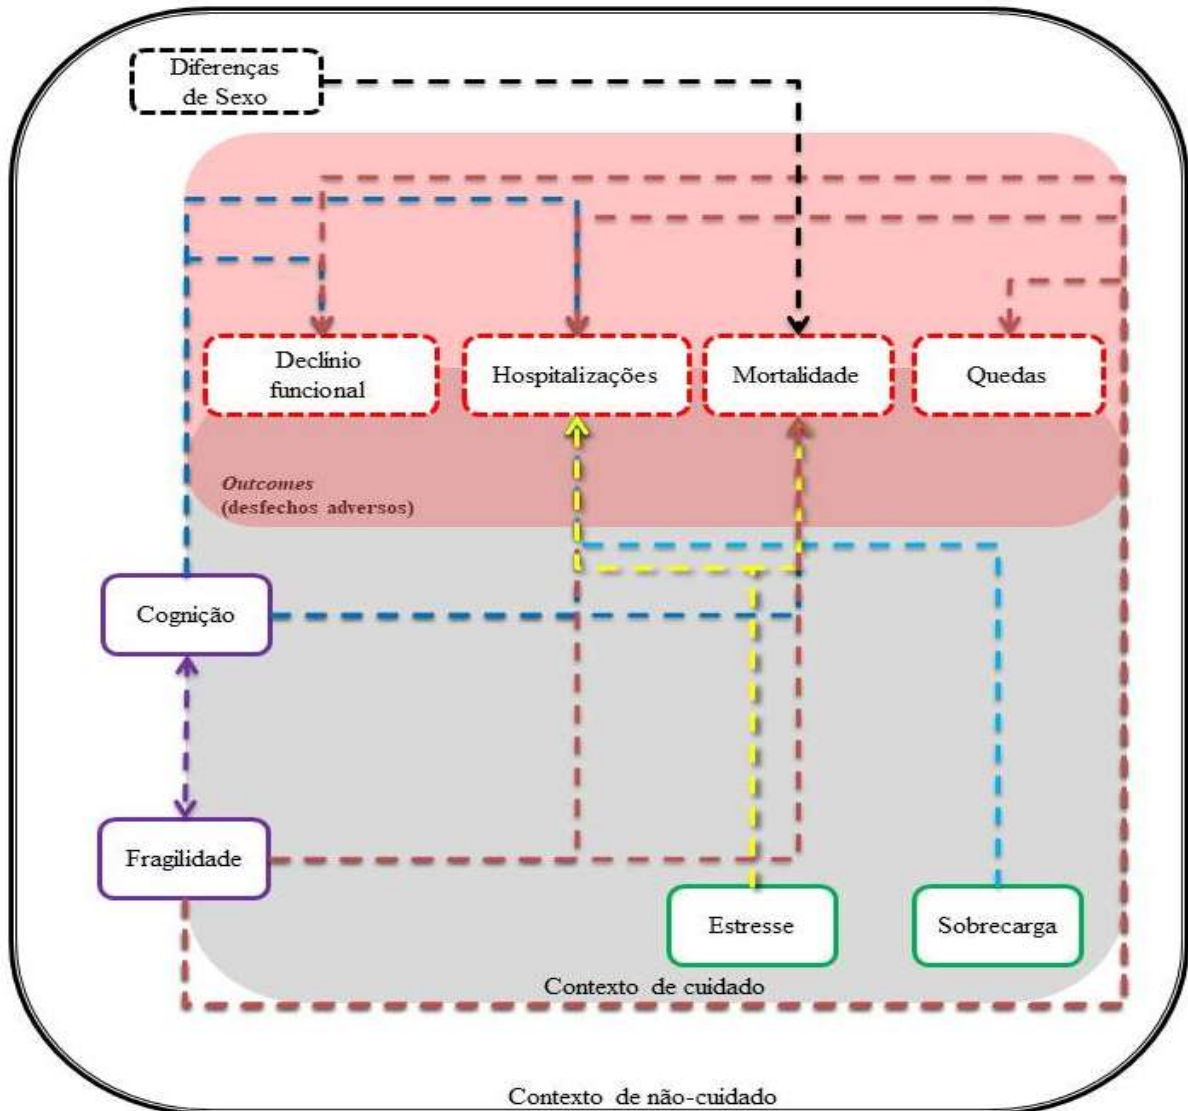 Diferenças
de Sexo
Declínio
funcional
Hospitalizações
Mortalidade
Quedas
Outcomes
(desfechos adversos)
Cognição
Fragilidade
Estresse
Sobrecarga
Contexto de cuidado
Contexto de não-cuidado